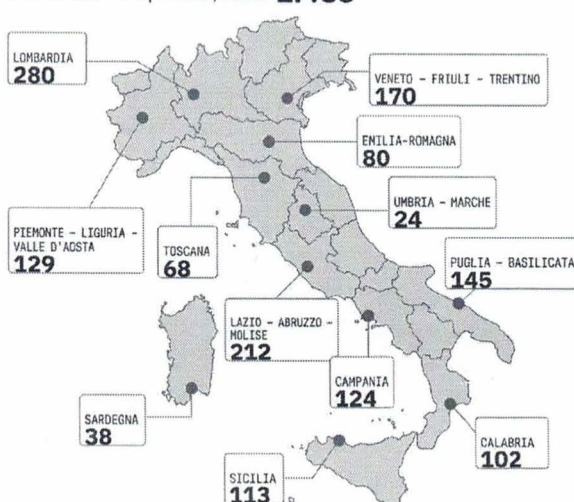 LOMBARDIA
280
VENETO - FRIULI - TRENTINO
170
EMILIA-ROMAGNA
80
UMBRIA - MARCHE
24
PIEMONTE - LIGURIA -
VALLE D'AOSTA
129
TOSCANA
68
PUGLIA - BASILICATA
145
LAZIO - ABRUZZO -
MOLISE
212
CAMPANIA
124
SARDEGNA
38
CALABRIA
102
SICILIA
113